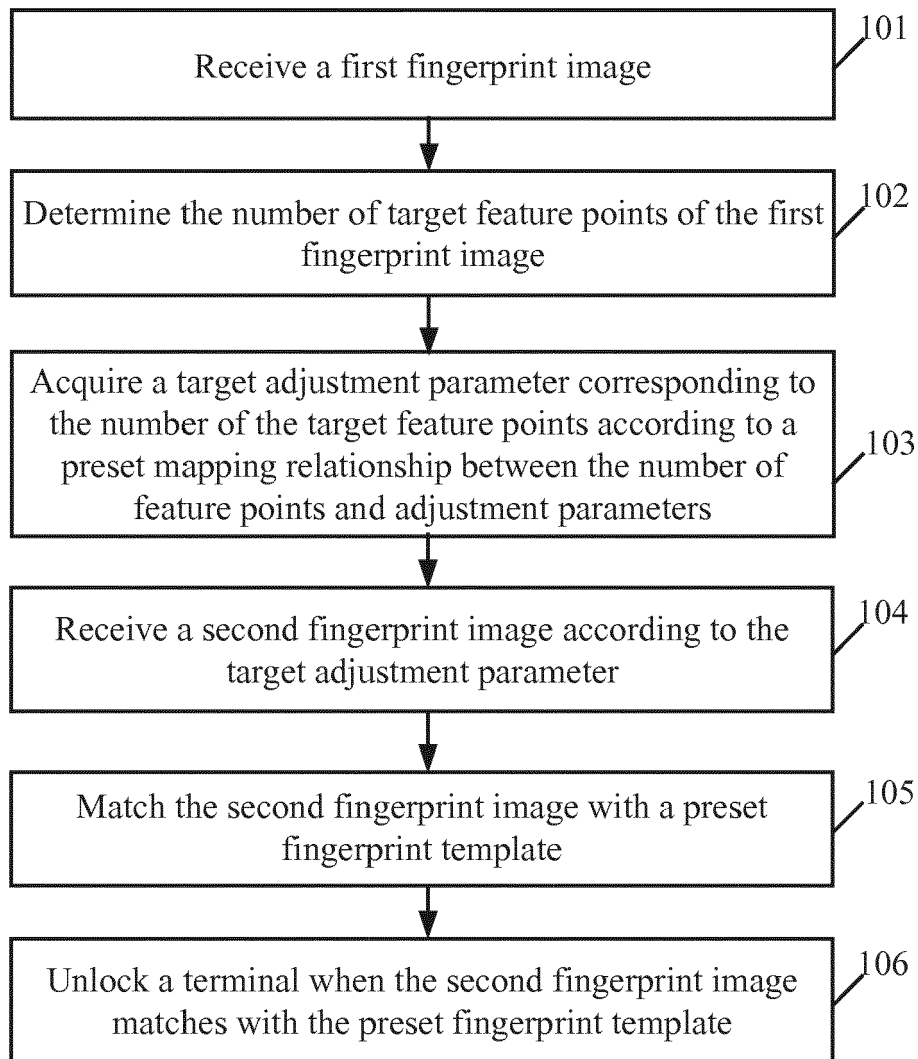 101
Receive a first fingerprint image
102
Determine the number of target feature points of the first
fingerprint image
Acquire a target adjustment parameter corresponding to
the number of the target feature points according to a
preset mapping relationship between the number of
feature points and adjustment parameters
103
104
Receive a second fingerprint image according to the
target adjustment parameter
105
Match the second fingerprint image with a preset
fingerprint template
106
Unlock a terminal when the second fingerprint image
matches with the preset fingerprint template